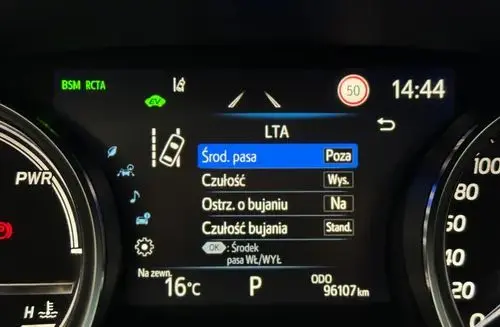 BSM RCTA
EV
50
14:44
LTA
Środ. pasa Poza
Czułość Wys.
Ostrz. o bujaniu Na
Czułość bujania Stand.
OK : Środek
pasa WŁ/WYŁ
Na zewn.
16°C
P
ODO
96107 km
PWR
H
100
80
60
40
20
0